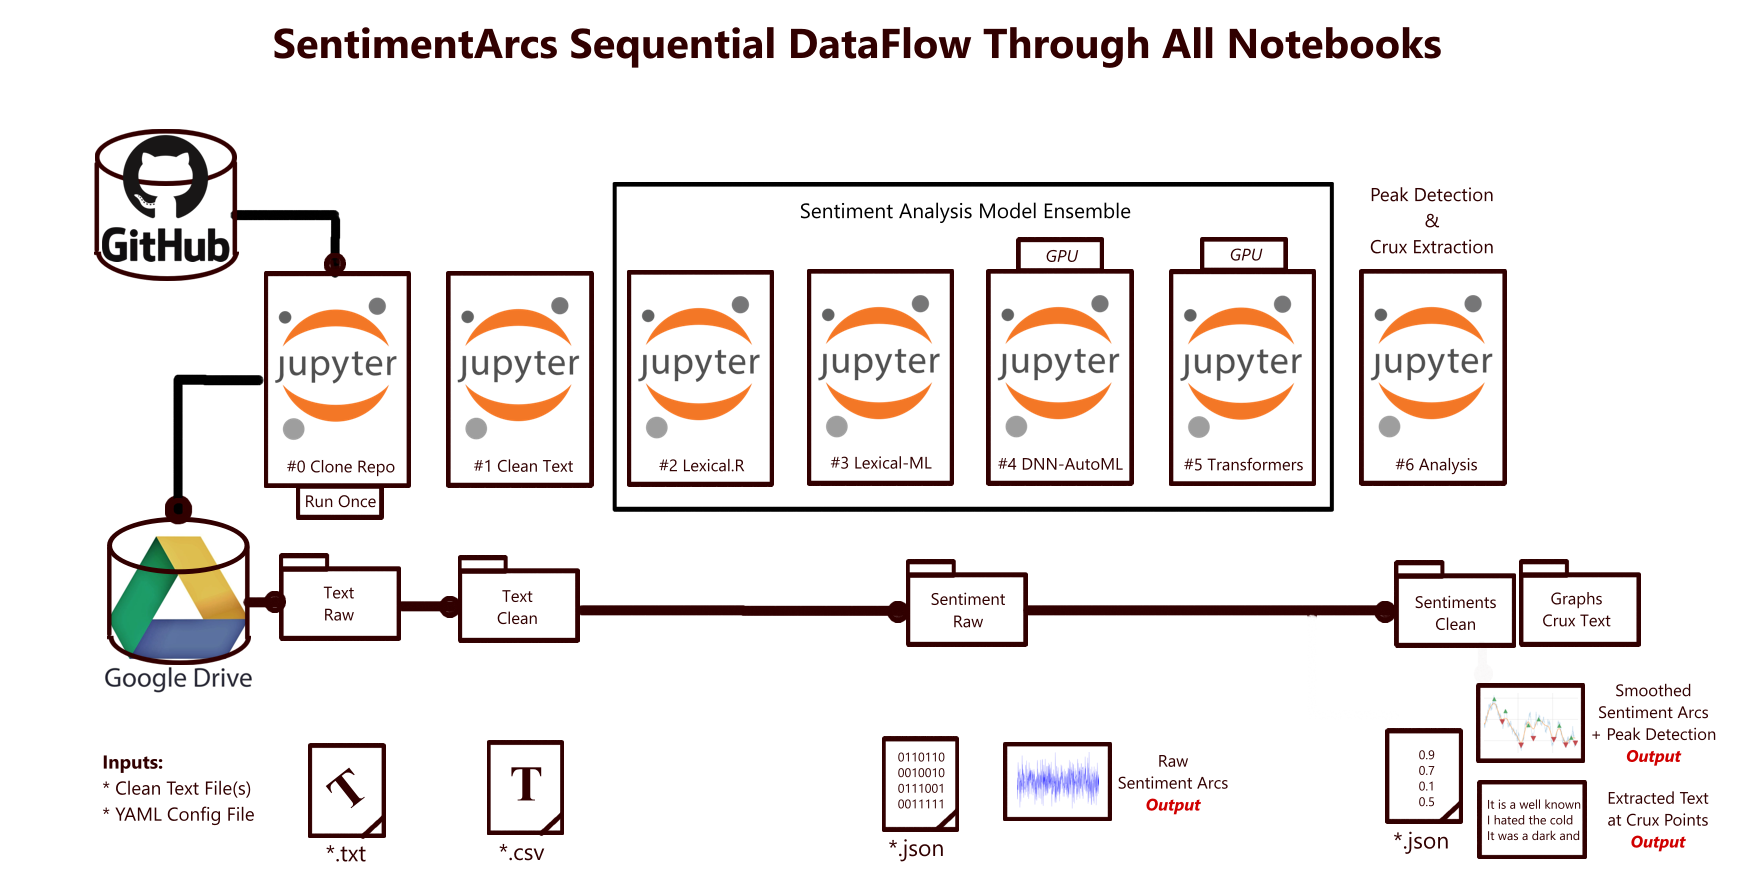 SentimentArcs Sequential DataFlow Through All Notebooks
GitHub
Peak Detection
&
Crux Extraction
Sentiment Analysis Model Ensemble
GPU
GPU
jupyter
jupyter
jupyter
jupyter
jupyter
jupyter
jupyter
#0 Clone Repo
#1 Clean Text
#2 Lexical.R
#3 Lexical-ML
#4 DNN-AutoML
#5 Transformers
#6 Analysis
Run Once
Google Drive
Text
Raw
Text
Clean
Sentiment
Raw
Sentiments
Clean
Graphs
Crux Text
Inputs:
* Clean Text File(s)
* YAML Config File
T
*.txt
T
*.csv
0110110
0010010
0111001
0011111
*.json
Raw
Sentiment Arcs
Output
0.9
0.7
0.1
0.5
*.json
Smoothed
Sentiment Arcs
+ Peak Detection
Output
It is a well known
I hated the cold
It was a dark and
Extracted Text
at Crux Points
Output